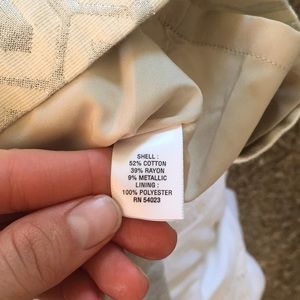 SHELL :
52% COTTON
39% RAYON
9% METALLIC
LINING :
100% POLYESTER
RN 54023